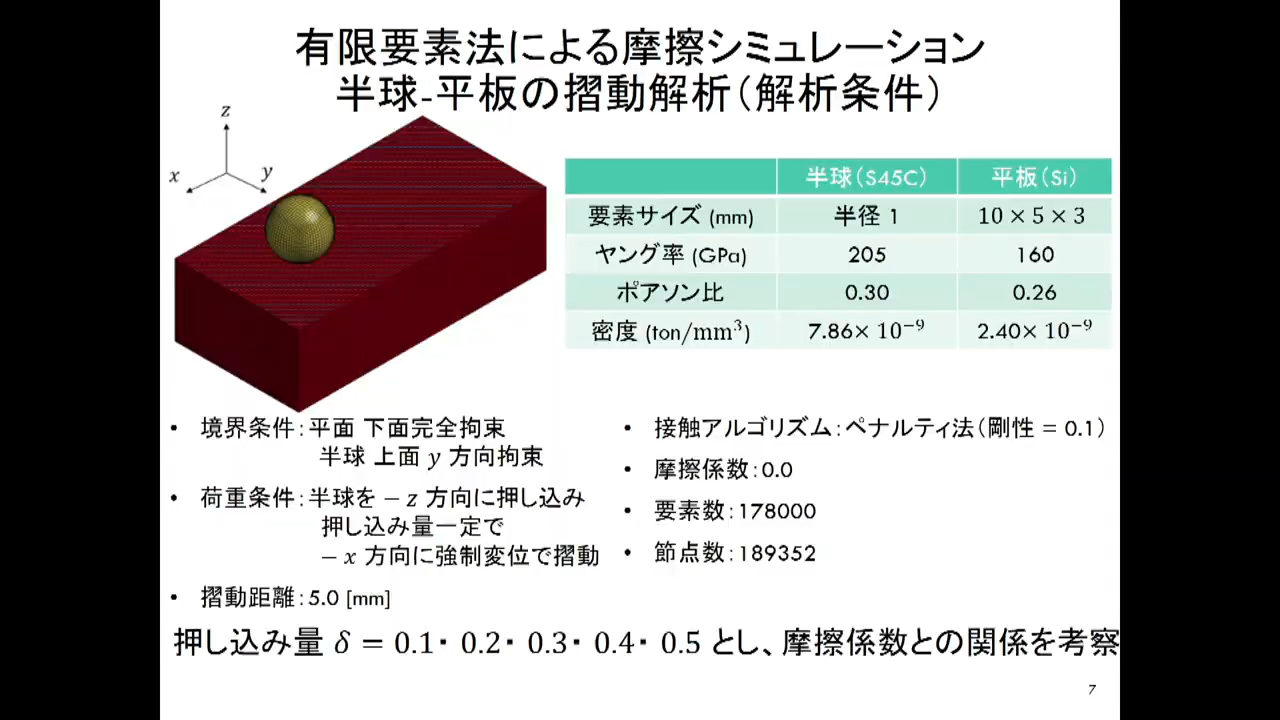 有限要素法による摩擦シミュレーション
半球-平板の摺動解析（解析条件）
z
x
y
半球（S45C） 平板（Si）
要素サイズ (mm) 半径 1 10 × 5 × 3
ヤング率 (GPa) 205 160
ポアソン比 0.30 0.26
密度 (ton/mm³) 7.86× 10⁻⁹ 2.40× 10⁻⁹
• 境界条件：平面 下面完全拘束
半球 上面 y 方向拘束
• 荷重条件：半球を −z 方向に押し込み
押し込み量一定で
−x 方向に強制変位で摺動
• 摺動距離：5.0 [mm]
• 接触アルゴリズム：ペナルティ法（剛性 = 0.1）
• 摩擦係数：0.0
• 要素数：178000
• 節点数：189352
押し込み量 δ = 0.1・ 0.2・ 0.3・ 0.4・ 0.5 とし、摩擦係数との関係を考察
7